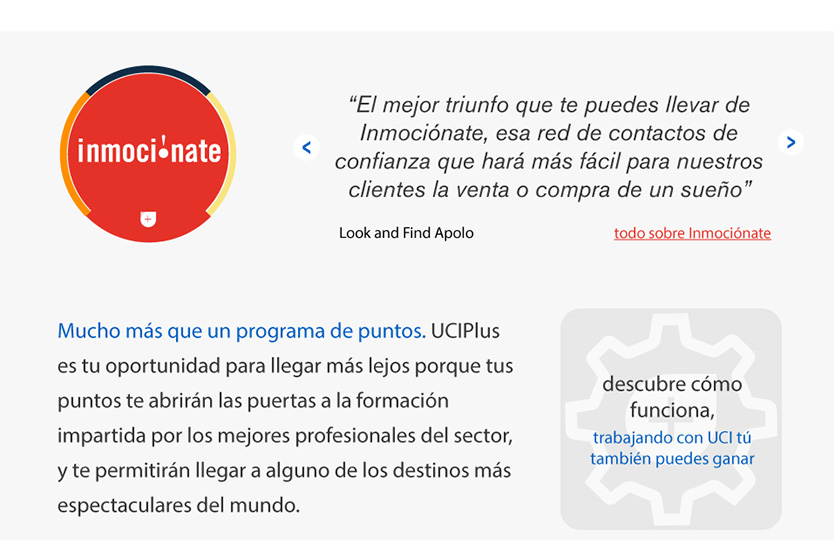 inmoci!nate
“El mejor triunfo que te puedes llevar de
Inmociónate, esa red de contactos de
confianza que hará más fácil para nuestros
clientes la venta o compra de un sueño”
Look and Find Apolo
todo sobre Inmociónate
Mucho más que un programa de puntos. UCIPlus
es tu oportunidad para llegar más lejos porque tus
puntos te abrirán las puertas a la formación
impartida por los mejores profesionales del sector,
y te permitirán llegar a alguno de los destinos más
espectaculares del mundo.
descubre cómo
funciona,
trabajando con UCI tú
también puedes ganar